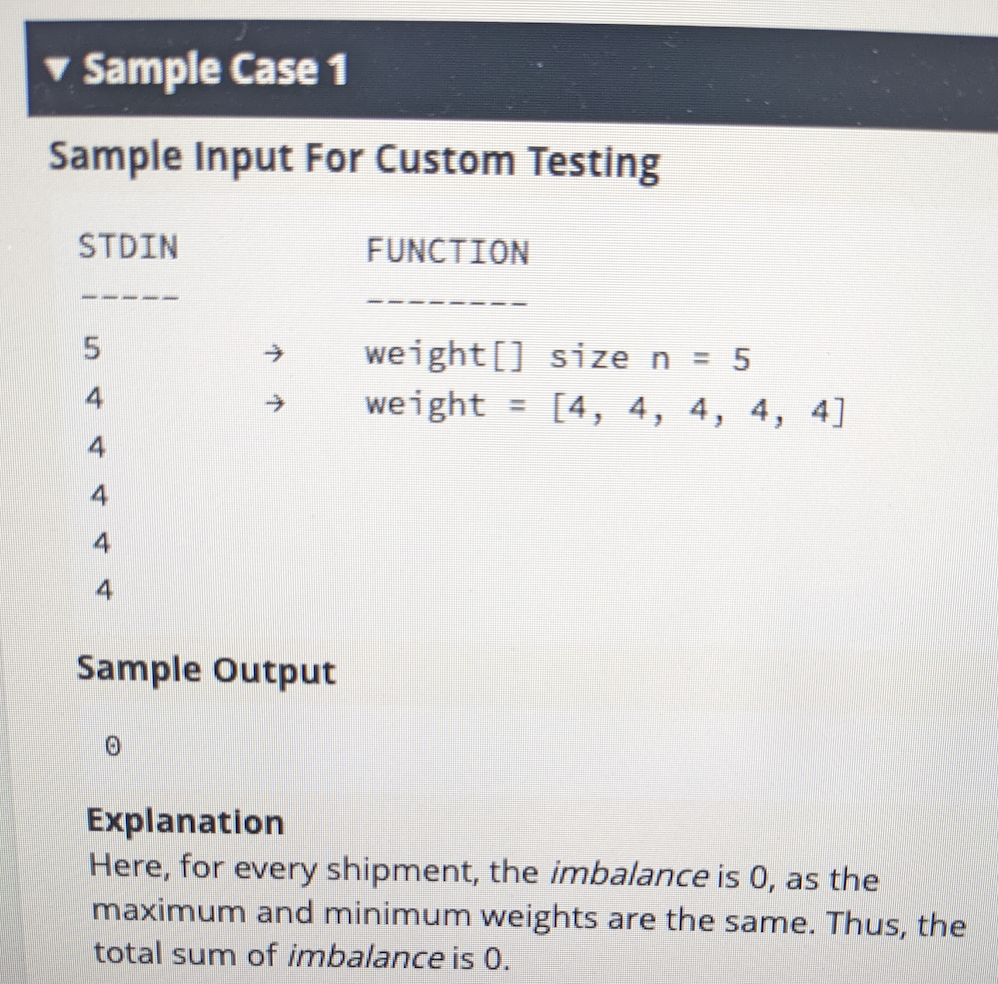 ▼ Sample Case 1
Sample Input For Custom Testing
STDIN FUNCTION
----- --------
5 → weight[] size n = 5
4 → weight = [4, 4, 4, 4, 4]
4
4
4
4
Sample Output
0
Explanation
Here, for every shipment, the imbalance is 0, as the
maximum and minimum weights are the same. Thus, the
total sum of imbalance is 0.